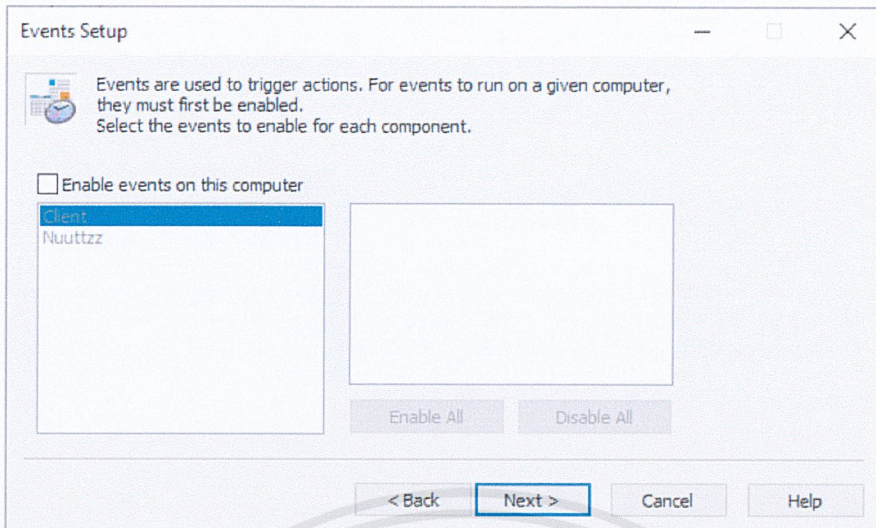 Events Setup
Events are used to trigger actions. For events to run on a given computer,
they must first be enabled.
Select the events to enable for each component.
Enable events on this computer
Client
Nuuttzz
Enable All
Disable All
< Back
Next >
Cancel
Help